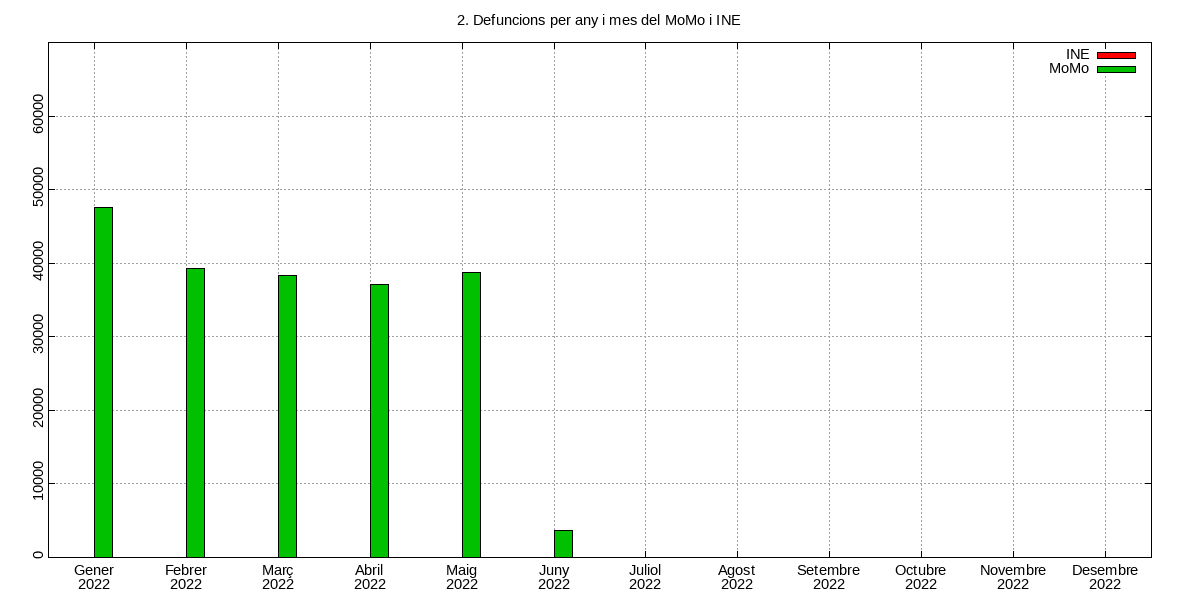 2. Defuncions per any i mes del MoMo i INE
INE
MoMo
60000
50000
40000
30000
20000
10000
0
Gener Febrer Març Abril Maig Juny Juliol Agost Setembre Octubre Novembre Desembre
2022 2022 2022 2022 2022 2022 2022 2022 2022 2022 2022 2022